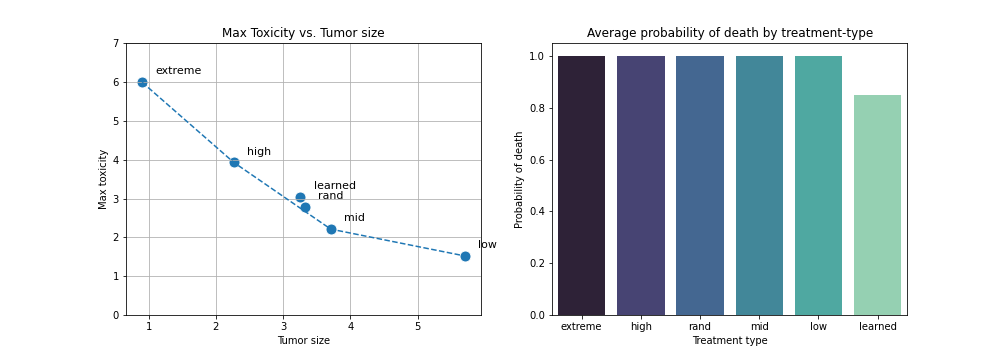 Max Toxicity vs. Tumor size
7
6
5
4
3
2
1
0
Max toxicity
extreme
high
learned
rand
mid
low
1 2 3 4 5
Tumor size
Average probability of death by treatment-type
1.0
0.8
0.6
0.4
0.2
0.0
Probability of death
extreme high rand mid low learned
Treatment type